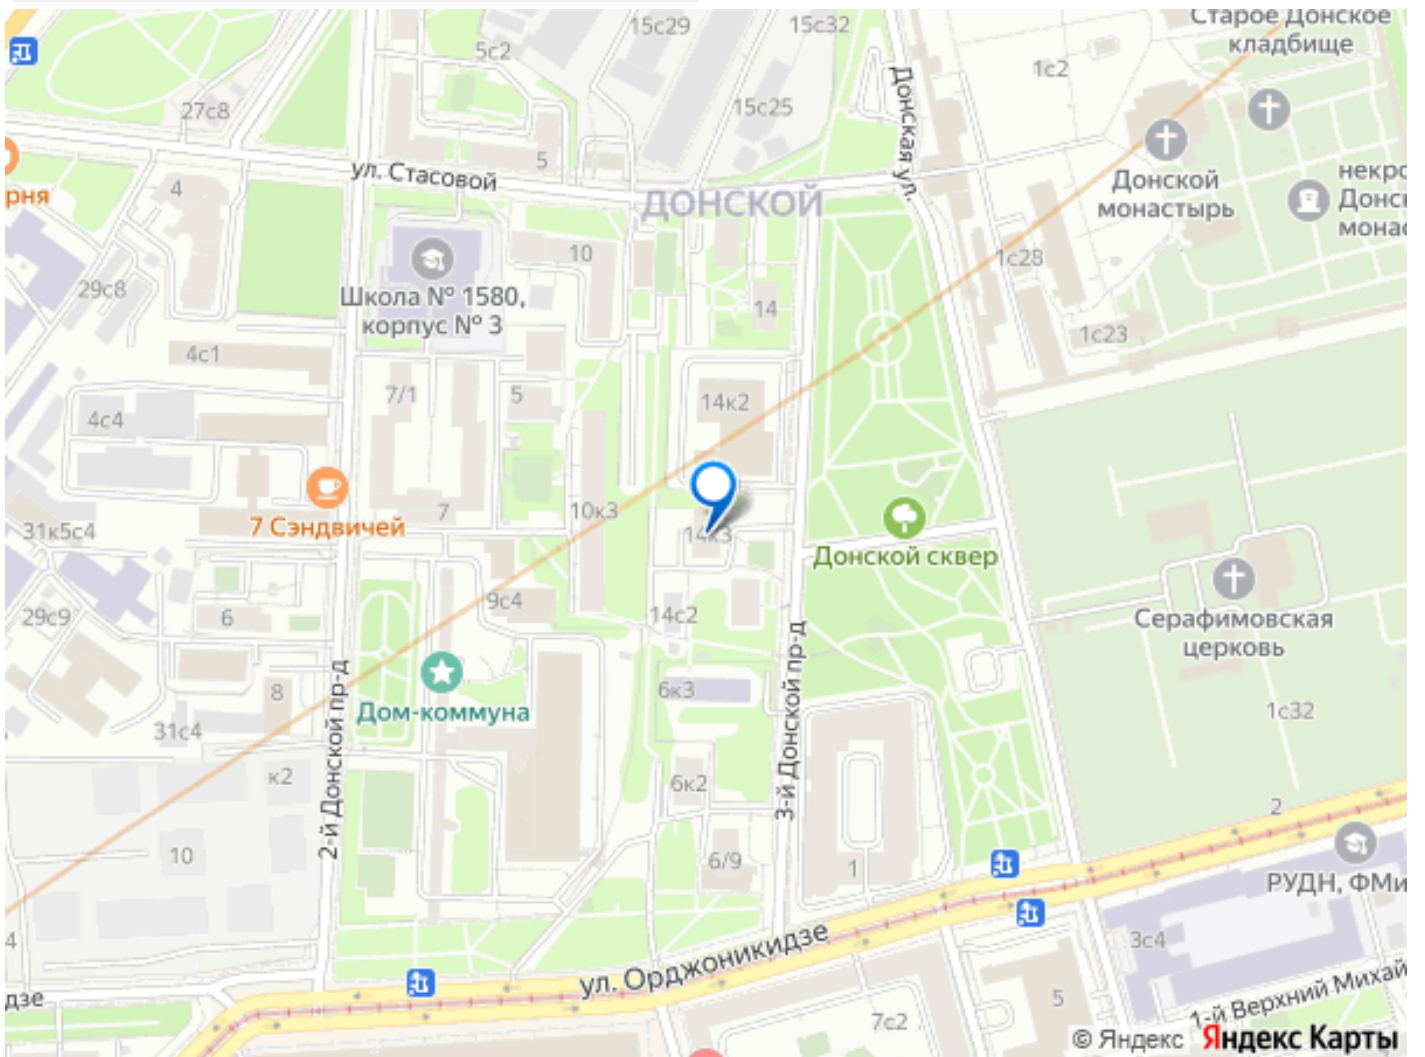 Старое Донское
кладбище
15с29
15с32
5с2
1с2
27с8
15с25
Донская ул.
5
ул. Стасовой
Донской
монастырь
некро
Донск
монас
рня
4
ДОНСКОЙ
10
1с28
29с8
Школа № 1580,
корпус № 3
14
1с23
4с1
7/1
5
14к2
4с4
7
10к3
31к5с4
7 Сэндвичей
14к3
Донской сквер
9с4
29с9
6
14с2
Серафимовская
церковь
8
6к3
31с4
Дом-коммуна
1с32
2-й Донской пр-д
3-й Донской пр-д
к2
6к2
2
10
6/9
1
РУДН, ФМи
4
3с4
ул. Орджоникидзе
дзе
5
1-й Верхний Михай
7с2
© Яндекс Яндекс Карты